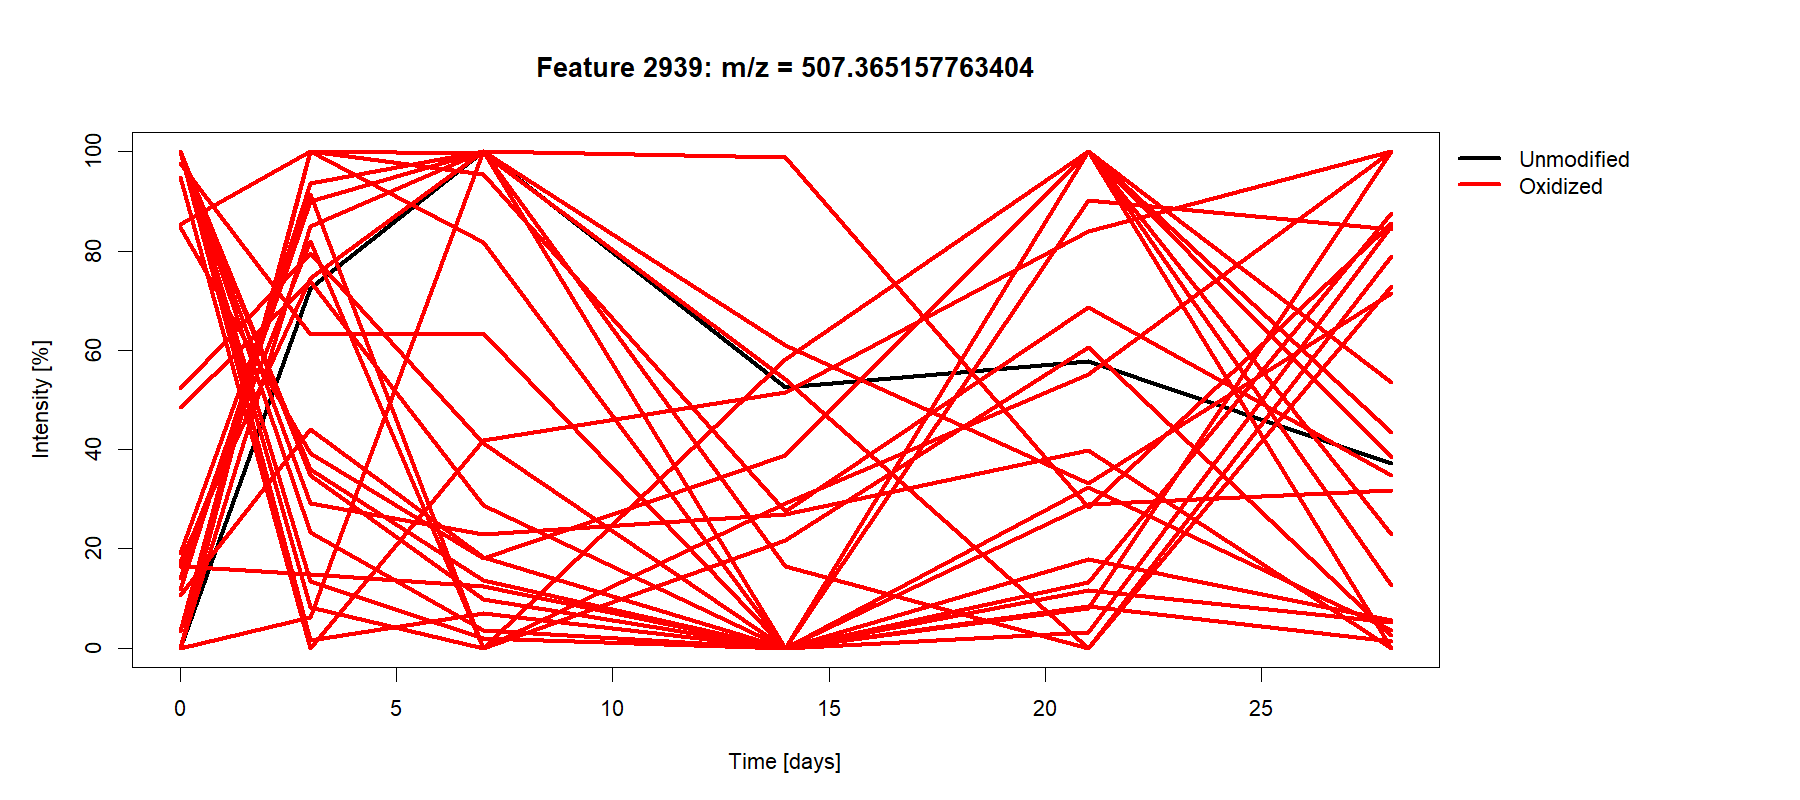 Feature 2939: m/z = 507.365157763404
Unmodified
Oxidized
Intensity [%]
100
80
60
40
20
0
0 5 10 15 20 25
Time [days]